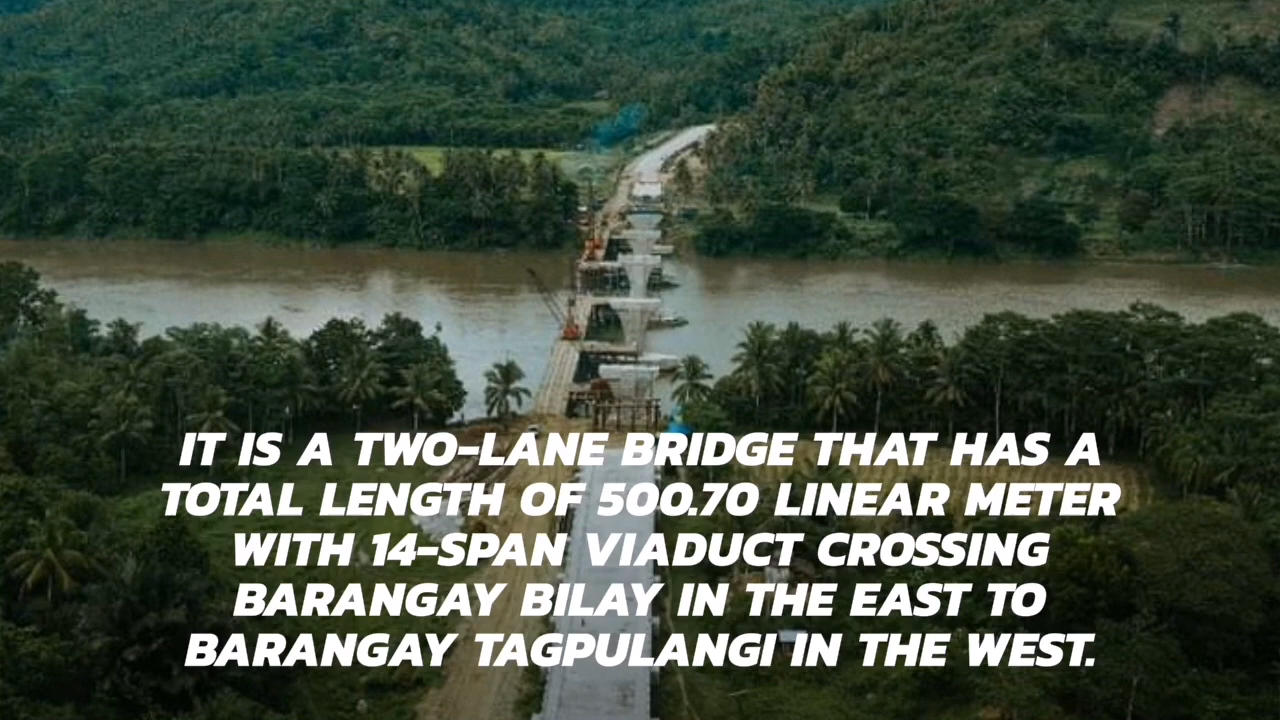 IT IS A TWO-LANE BRIDGE THAT HAS A
TOTAL LENGTH OF 500.70 LINEAR METER
WITH 14-SPAN VIADUCT CROSSING
BARANGAY BILAY IN THE EAST TO
BARANGAY TAGPULANGI IN THE WEST.